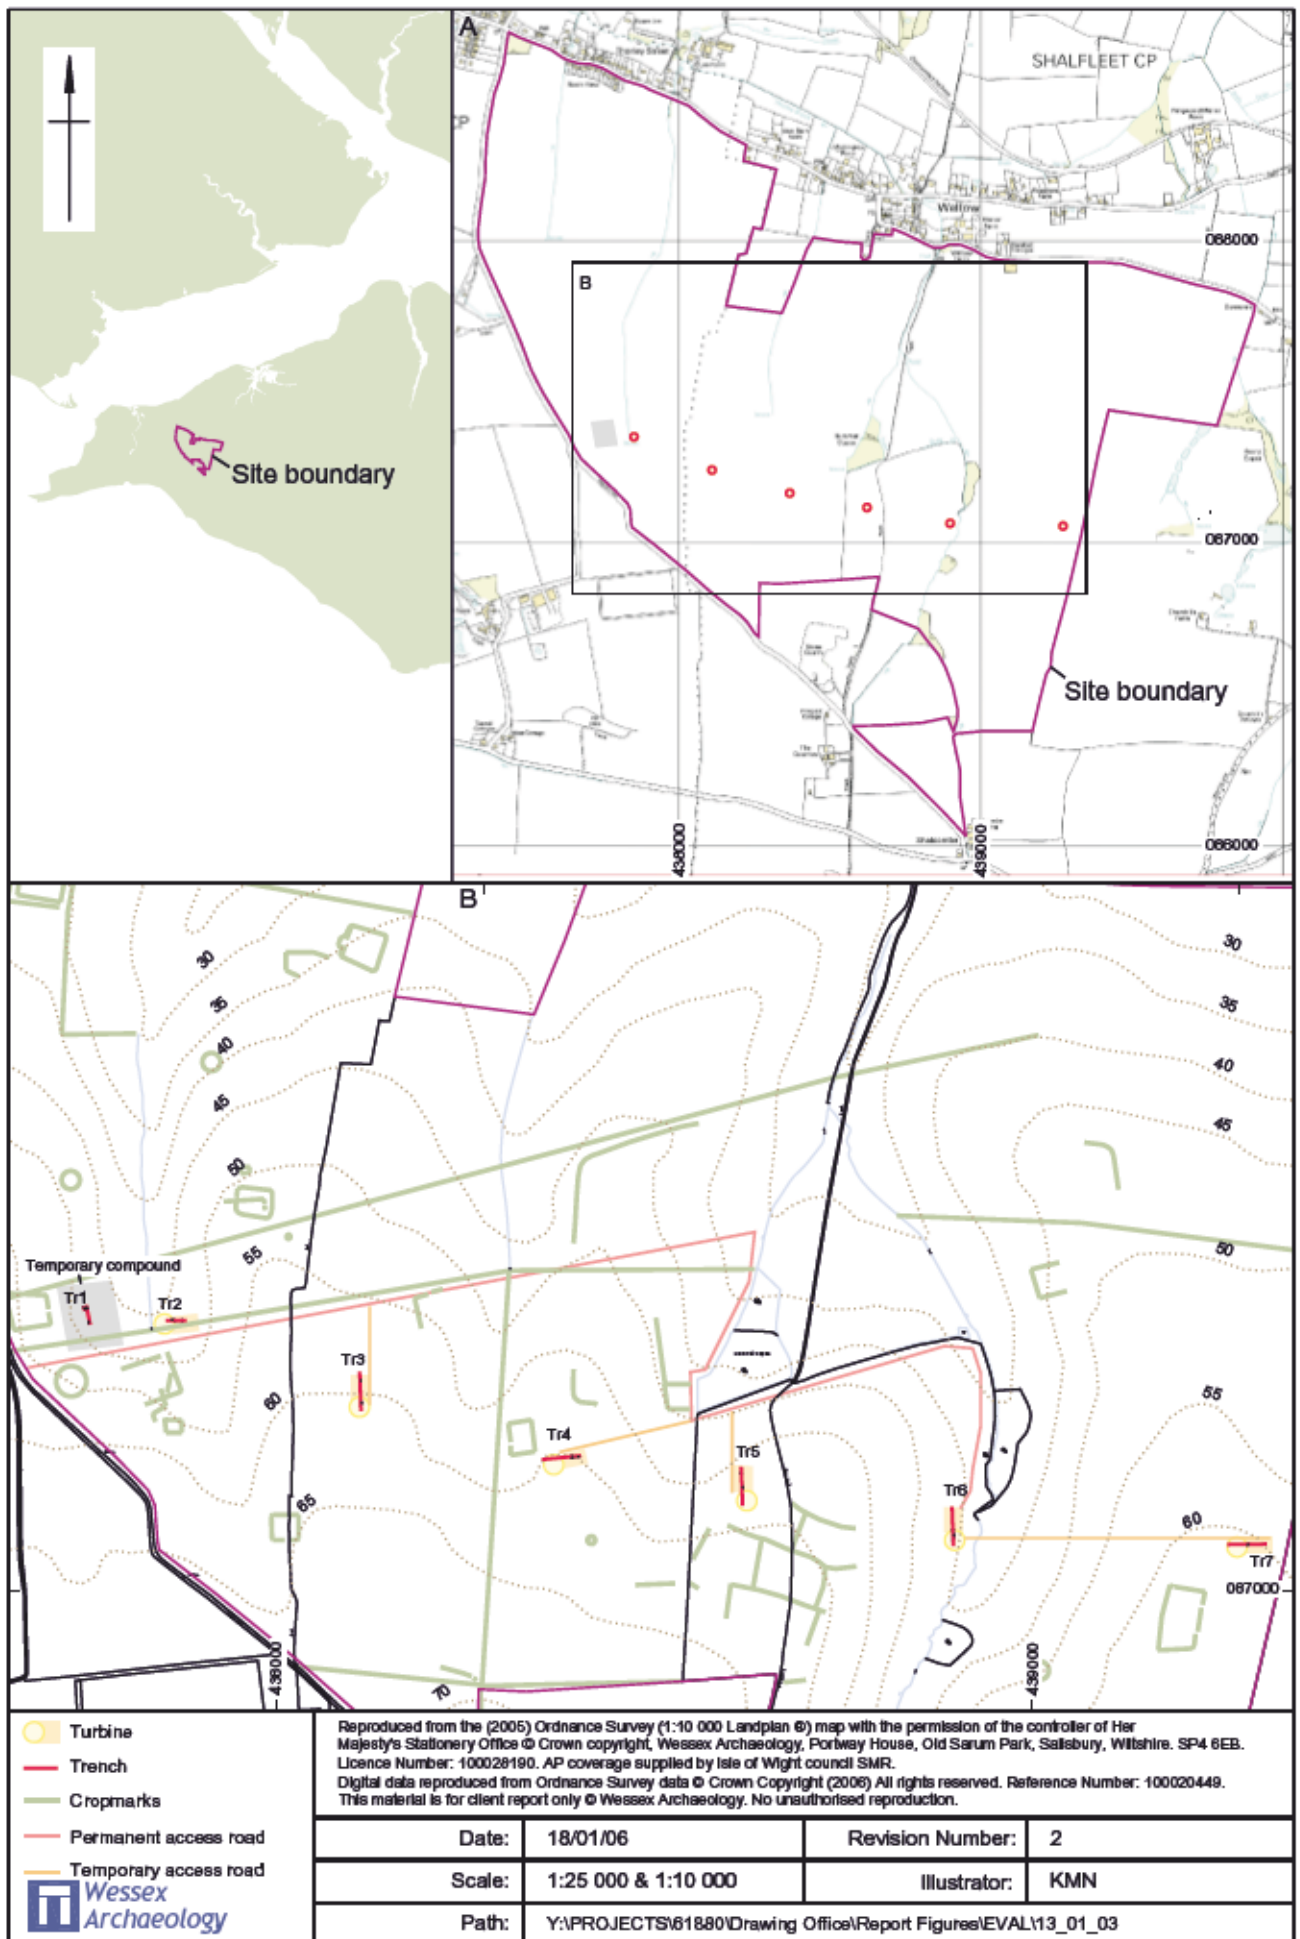 A
SHALFLEET CP
Wellow
B
068000
067000
Site boundary
Site boundary
066000
438000
439000
B
30
35
40
45
50
55
60
65
70
30
35
40
45
50
55
60
Temporary compound
Tr1
Tr2
Tr3
Tr4
Tr5
Tr6
Tr7
067000
438000
439000
Turbine
Trench
Cropmarks
Permanent access road
Temporary access road
Wessex
Archaeology
Reproduced from the (2005) Ordnance Survey (1:10 000 Landplan ®) map with the permission of the controller of Her
Majesty's Stationery Office © Crown copyright, Wessex Archaeology, Portway House, Old Sarum Park, Salisbury, Wiltshire. SP4 6EB.
Licence Number: 100028190. AP coverage supplied by Isle of Wight council SMR.
Digital data reproduced from Ordnance Survey data © Crown Copyright (2006) All rights reserved. Reference Number: 100020449.
This material is for client report only © Wessex Archaeology. No unauthorised reproduction.
Date: 18/01/06 Revision Number: 2
Scale: 1:25 000 & 1:10 000 Illustrator: KMN
Path: Y:\PROJECTS\61880\Drawing Office\Report Figures\EVAL\13_01_03